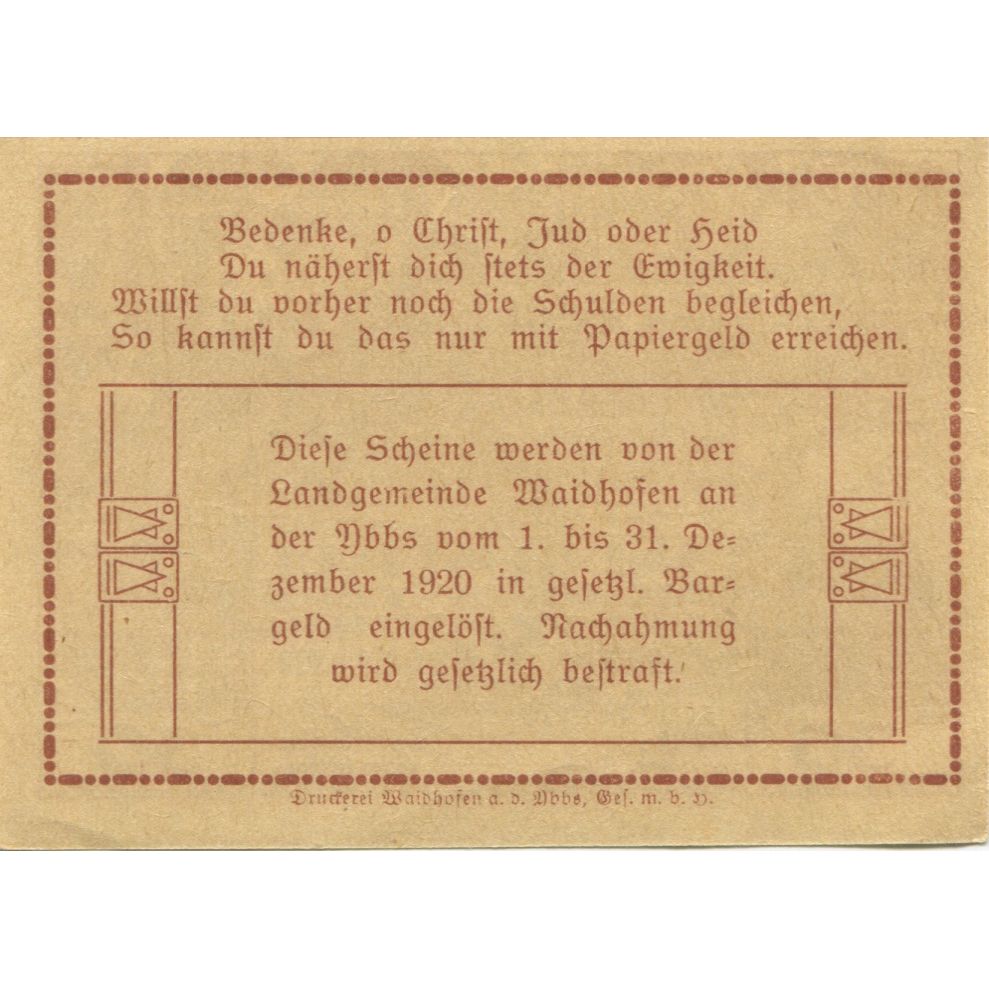 Bedenke, o Christ, Jud oder Heid
Du näherst dich stets der Ewigkeit.
Willst du vorher noch die Schulden begleichen,
So kannst du das nur mit Papiergeld erreichen.
Diese Scheine werden von der
Landgemeinde Waidhofen an
der Ybbs vom 1. bis 31. De=
zember 1920 in gesetzl. Bar=
geld eingelöst. Nachahmung
wird gesetzlich bestraft.
Druckerei Waidhofen a. d. Ybbs, Ges. m. b. H.